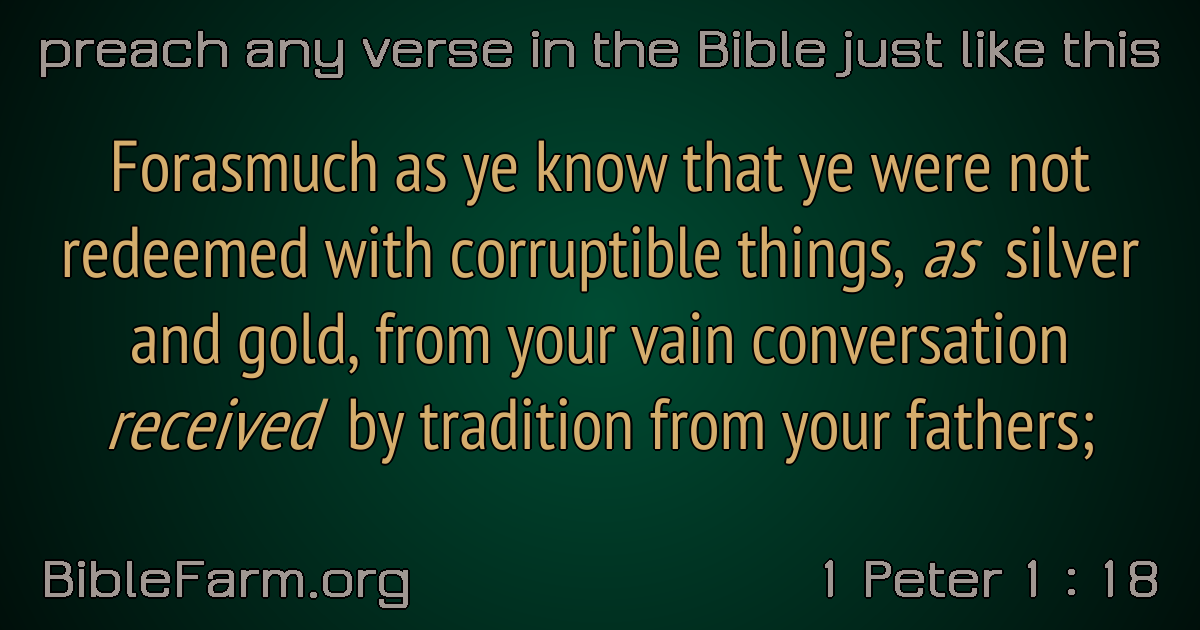 preach any verse in the Bible just like this
Forasmuch as ye know that ye were not
redeemed with corruptible things, as silver
and gold, from your vain conversation
received by tradition from your fathers;
BibleFarm.org
1 Peter 1 : 18